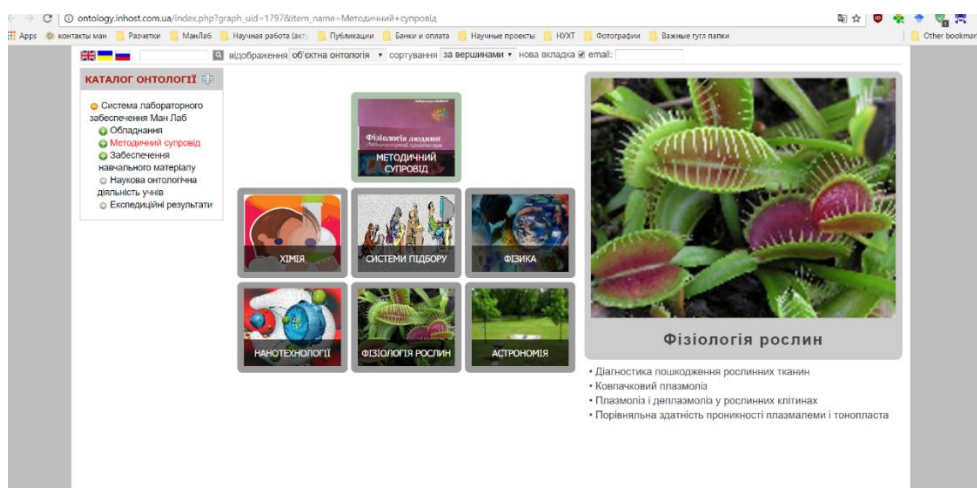 ontology.inhost.com.ua/index.php?graph_uid=1797&item_name=Методичний+супровід
Apps контакты ман Разчетки МанЛаб Научная работа (акт Публикации Банки и оплата Научные проекты НУХТ Фотографии Важные гугл папки Other bookmar
відображення об'єктна онтологія сортування за вершинами нова вкладка email:
КАТАЛОГ ОНТОЛОГІЇ
Система лабораторного
забеспечення Ман Лаб
Обладнання
Методичний супровід
Забеспечення
навчального матеріалу
Наукова онтологічна
діяльність учнів
Експедиційні результати
Фізіологія людини
МЕТОДИЧНИЙ
СУПРОВІД
ХІМІЯ
СИСТЕМИ ПІДБОРУ
ФІЗИКА
НАНОТЕХНОЛОГІЇ
ФІЗІОЛОГІЯ РОСЛИН
АСТРОНОМІЯ
Фізіологія рослин
• Діагностика пошкодження рослинних тканин
• Ковпачковий плазмоліз
• Плазмоліз і деплазмоліз у рослинних клітинах
• Порівняльна здатність проникності плазмалеми і тонопласта